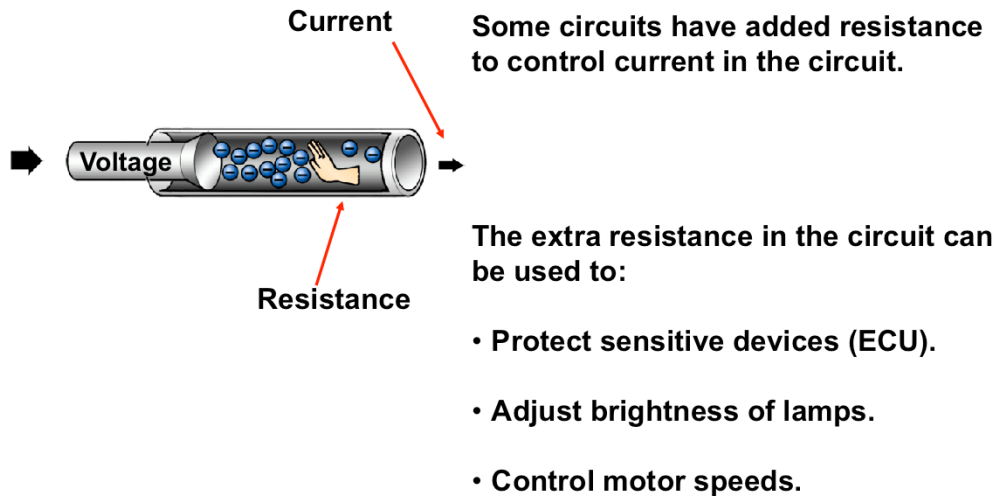 Current
Some circuits have added resistance
to control current in the circuit.
Voltage
Resistance
The extra resistance in the circuit can
be used to:
• Protect sensitive devices (ECU).
• Adjust brightness of lamps.
• Control motor speeds.